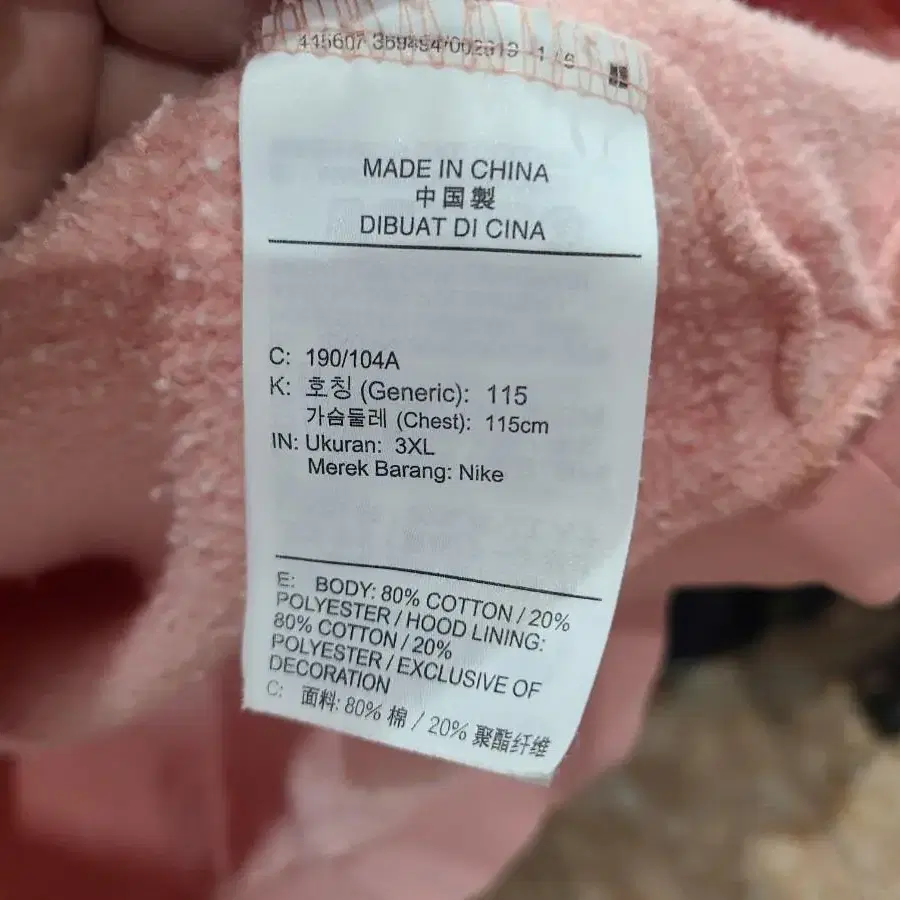 MADE IN CHINA
中国製
DIBUAT DI CINA
C: 190/104A
K: 호칭 (Generic): 115
가슴둘레 (Chest): 115cm
IN: Ukuran: 3XL
Merek Barang: Nike
E: BODY: 80% COTTON / 20%
POLYESTER / HOOD LINING:
80% COTTON / 20%
POLYESTER / EXCLUSIVE OF
DECORATION
C: 面料: 80% 棉 / 20% 聚酯纤维